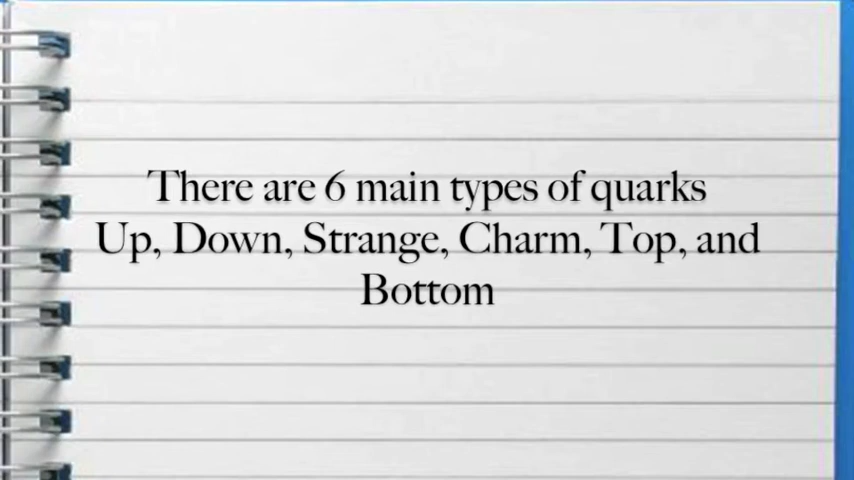 There are 6 main types of quarks
Up, Down, Strange, Charm, Top, and
Bottom